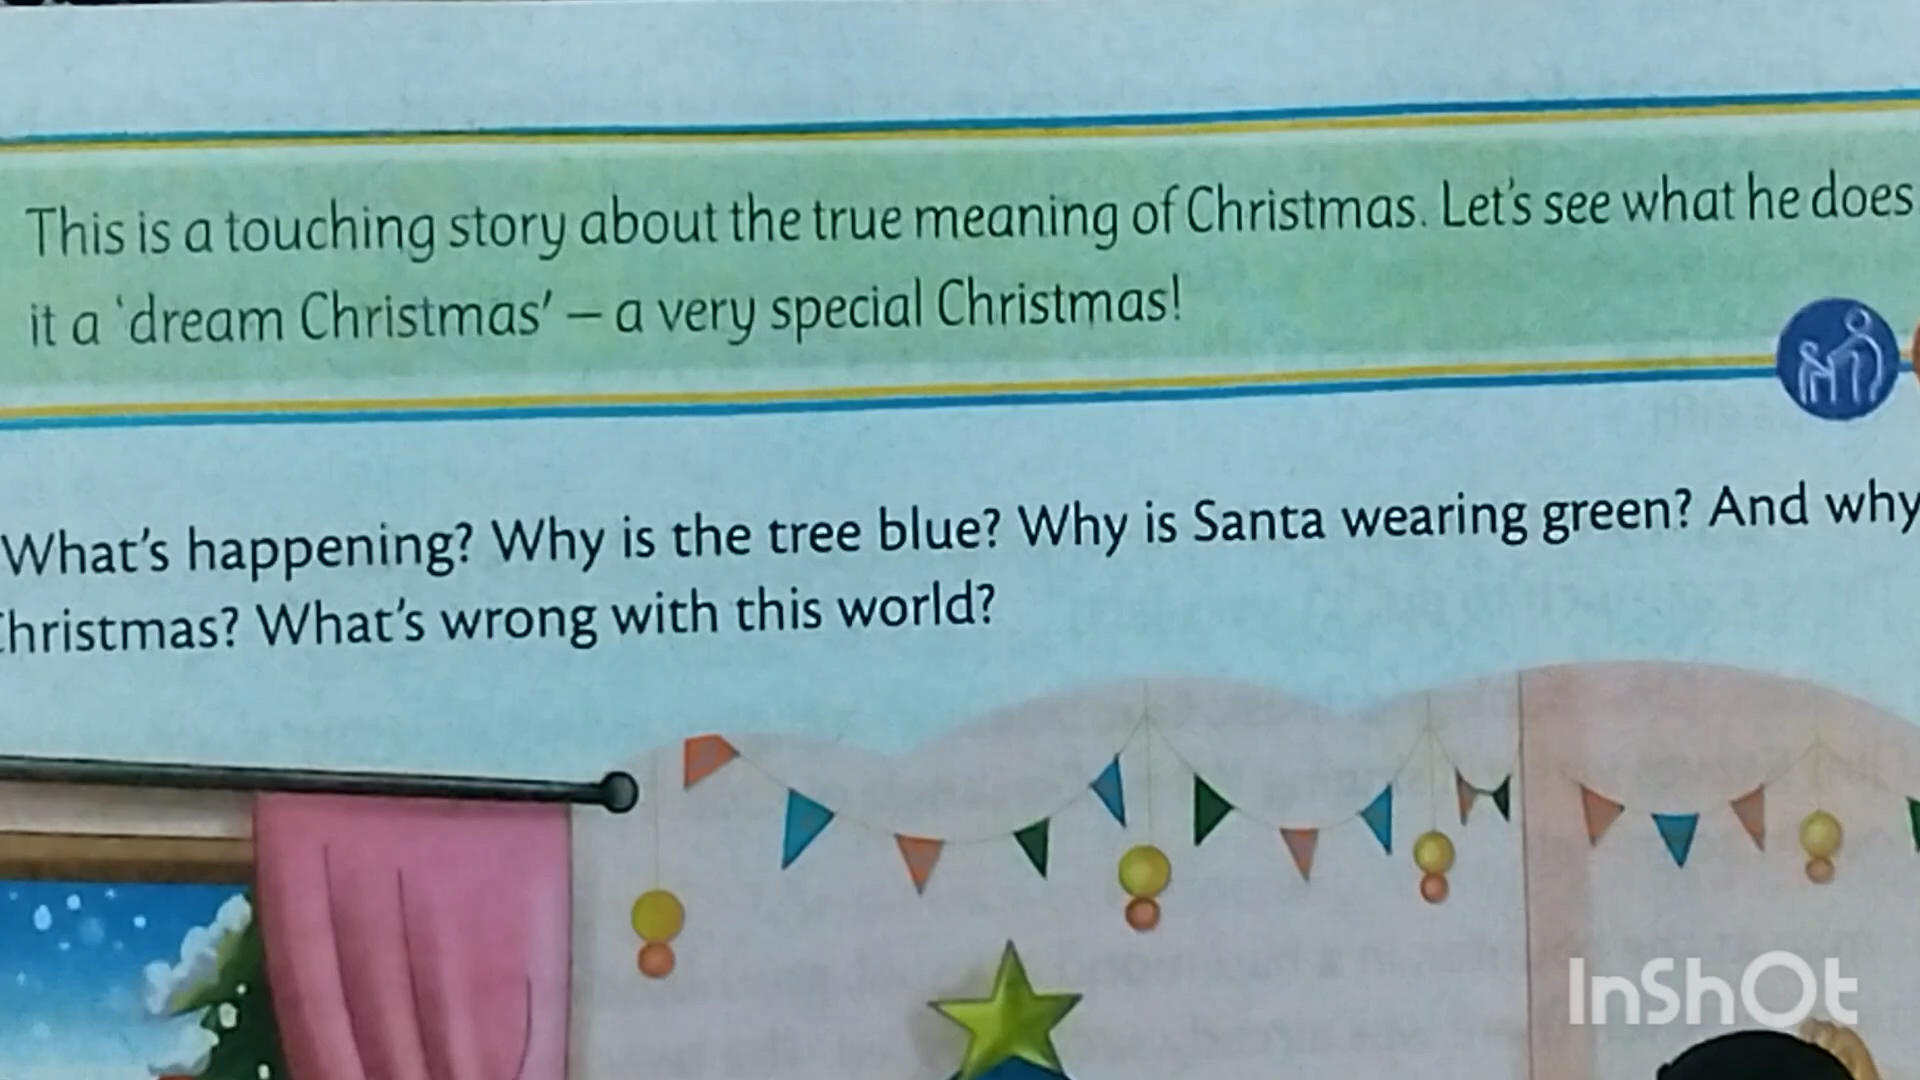 This is a touching story about the true meaning of Christmas. Let's see what he does
it a 'dream Christmas' – a very special Christmas!
What's happening? Why is the tree blue? Why is Santa wearing green? And why
Christmas? What's wrong with this world?
InShOt